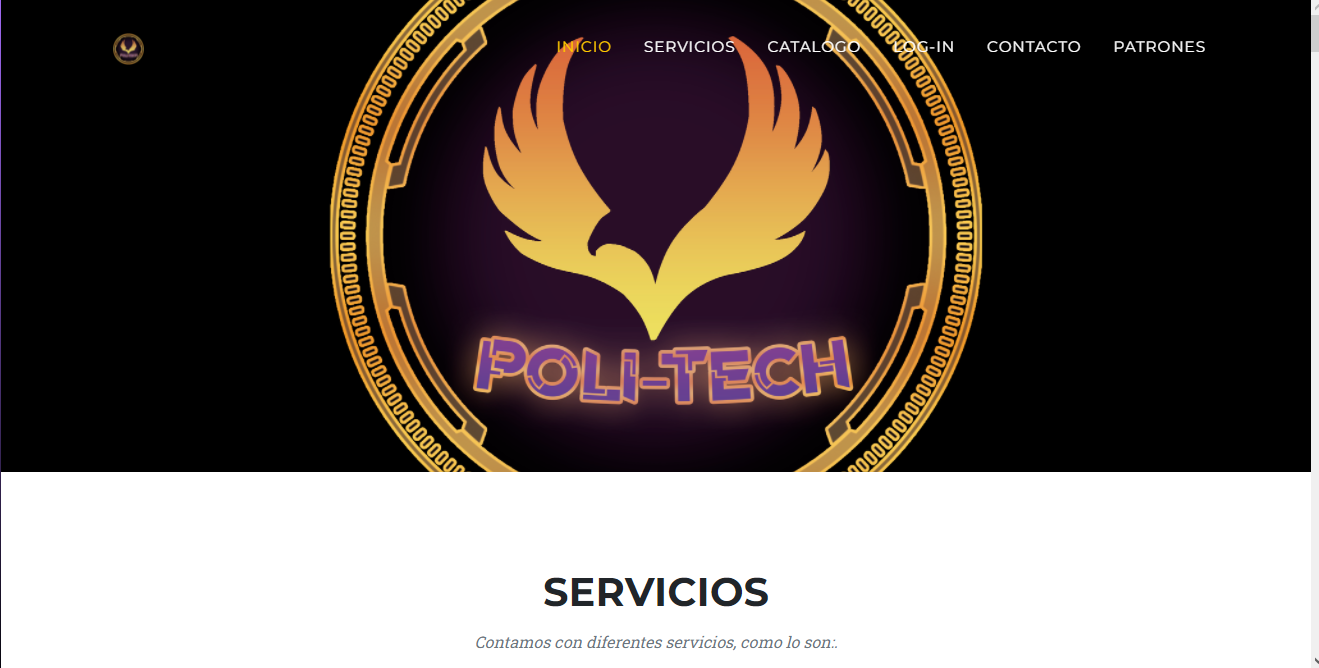 INICIO SERVICIOS CATALOGO LOG-IN CONTACTO PATRONES
POLI-TECH
SERVICIOS
Contamos con diferentes servicios, como lo son:.